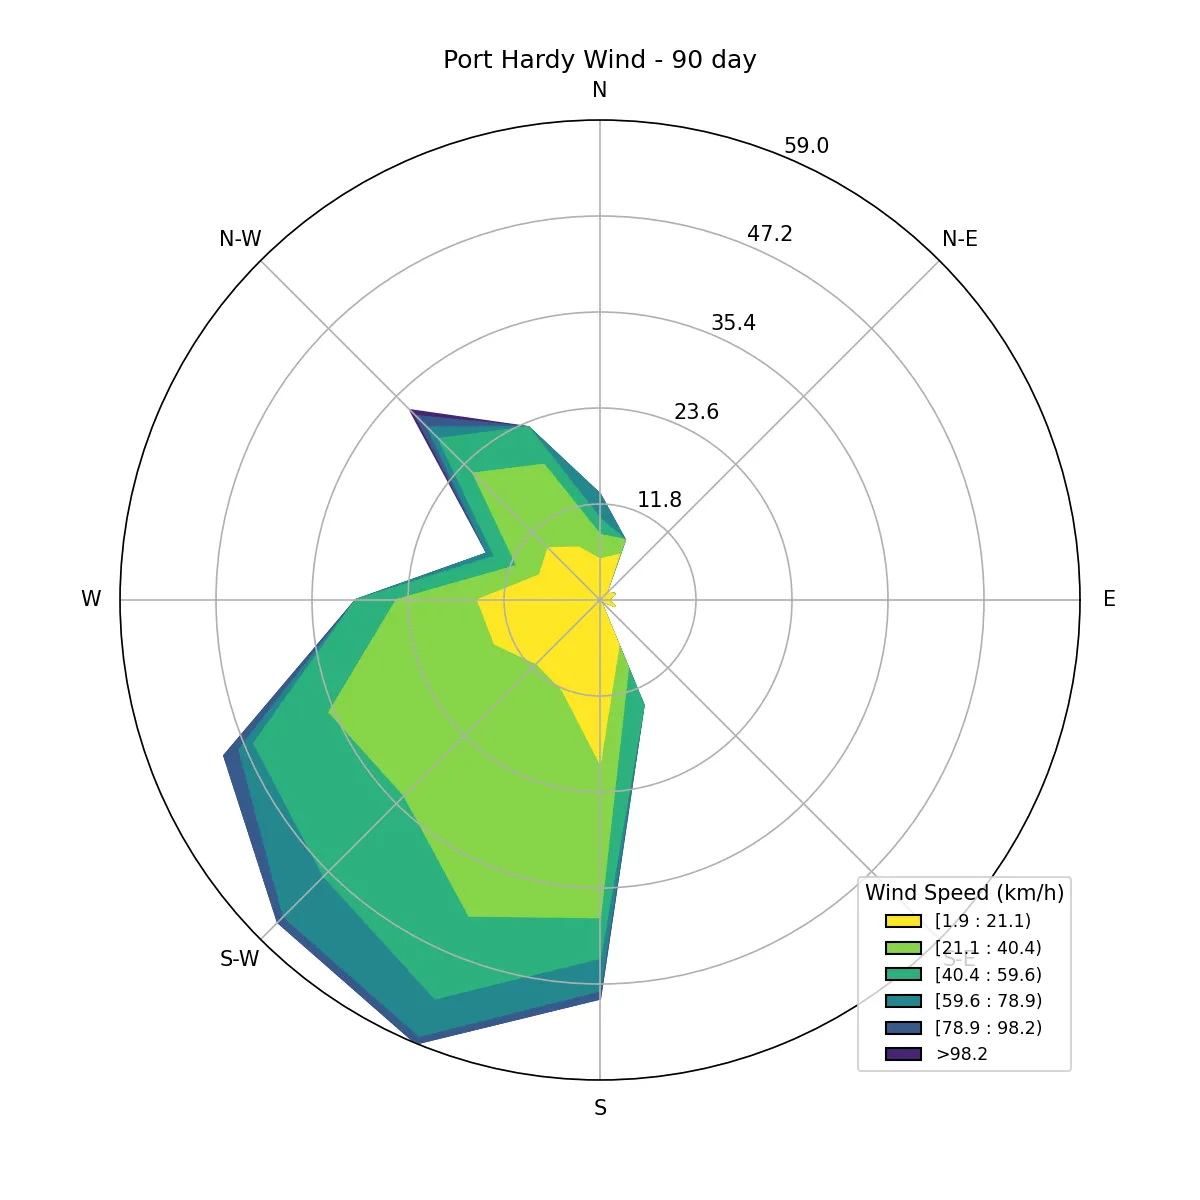 Port Hardy Wind - 90 day
N
59.0
N-W
47.2
N-E
35.4
23.6
11.8
W
E
Wind Speed (km/h)
[1.9 : 21.1)
[21.1 : 40.4)
S-W
S-E
[40.4 : 59.6)
[59.6 : 78.9)
[78.9 : 98.2)
>98.2
S